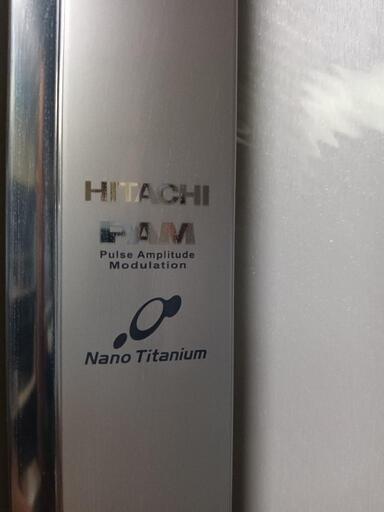 HITACHI
PAM
Pulse Amplitude
Modulation
Nano Titanium